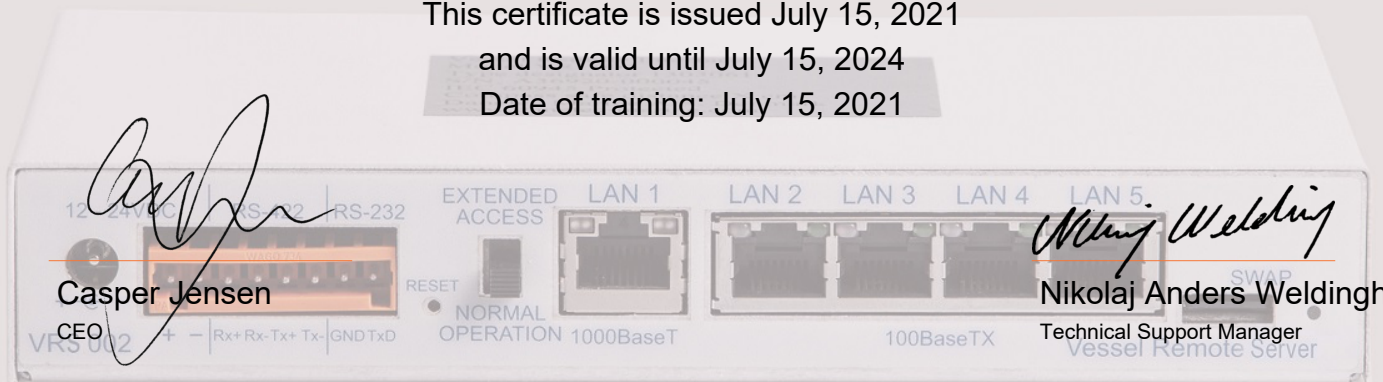 This certificate is issued July 15, 2021
and is valid until July 15, 2024
Date of training: July 15, 2021
EXTENDED ACCESS
LAN 1 LAN 2 LAN 3 LAN 4 LAN 5
RS-422 RS-232
RESET
SWAP
Casper Jensen
CEO
Nikolaj Anders Weldingh
Technical Support Manager
NORMAL OPERATION
1000BaseT
100BaseTX
VRS 002
+ − Rx+ Rx- Tx+ Tx- GND TxD
Vessel Remote Server